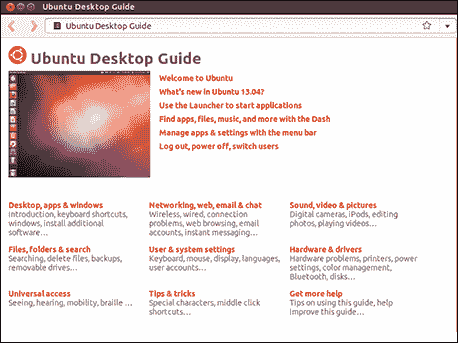 Ubuntu Desktop Guide
Ubuntu Desktop Guide
Ubuntu Desktop Guide
Welcome to Ubuntu
What's new in Ubuntu 13.04?
Use the Launcher to start applications
Find apps, files, music, and more with the Dash
Manage apps & settings with the menu bar
Log out, power off, switch users
Desktop, apps & windows
Introduction, keyboard shortcuts,
windows, install additional
software…
Networking, web, email & chat
Wireless, wired, connection
problems, web browsing, email
accounts, instant messaging…
Sound, video & pictures
Digital cameras, iPods, editing
photos, playing videos…
Files, folders & search
Searching, delete files, backups,
removable drives…
User & system settings
Keyboard, mouse, display, languages,
user accounts…
Hardware & drivers
Hardware problems, printers, power
settings, color management,
Bluetooth, disks…
Universal access
Seeing, hearing, mobility, braille …
Tips & tricks
Special characters, middle click
shortcuts…
Get more help
Tips on using this guide, help
improve this guide…